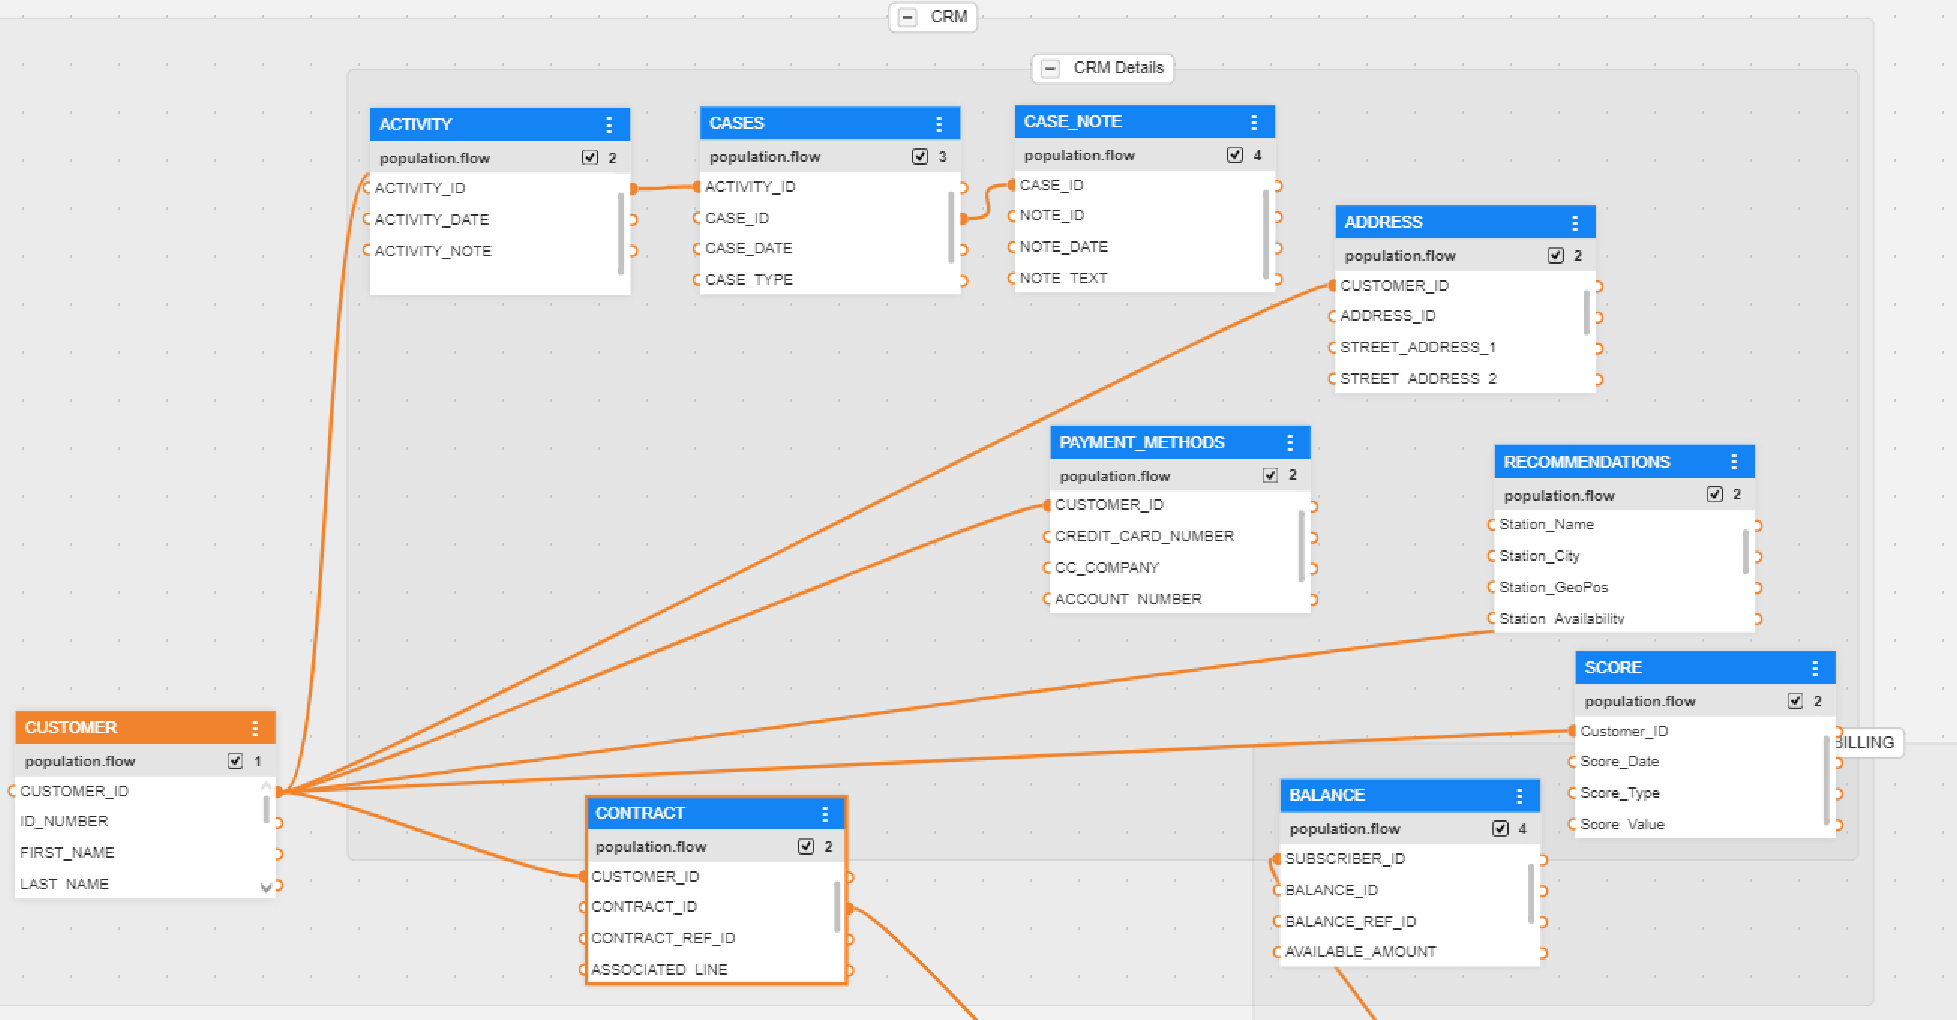 CRM
CRM Details
ACTIVITY
population.flow 2
ACTIVITY_ID
ACTIVITY_DATE
ACTIVITY_NOTE
CASES
population.flow 3
ACTIVITY_ID
CASE_ID
CASE_DATE
CASE_TYPE
CASE_NOTE
population.flow 4
CASE_ID
NOTE_ID
NOTE_DATE
NOTE_TEXT
ADDRESS
population.flow 2
CUSTOMER_ID
ADDRESS_ID
STREET_ADDRESS_1
STREET_ADDRESS_2
PAYMENT_METHODS
population.flow 2
CUSTOMER_ID
CREDIT_CARD_NUMBER
CC_COMPANY
ACCOUNT_NUMBER
RECOMMENDATIONS
population.flow 2
Station_Name
Station_City
Station_GeoPos
Station_Availability
SCORE
population.flow 2
Customer_ID
Score_Date
Score_Type
Score_Value
BILLING
CUSTOMER
population.flow 1
CUSTOMER_ID
ID_NUMBER
FIRST_NAME
LAST_NAME
CONTRACT
population.flow 2
CUSTOMER_ID
CONTRACT_ID
CONTRACT_REF_ID
ASSOCIATED_LINE
BALANCE
population.flow 4
SUBSCRIBER_ID
BALANCE_ID
BALANCE_REF_ID
AVAILABLE_AMOUNT